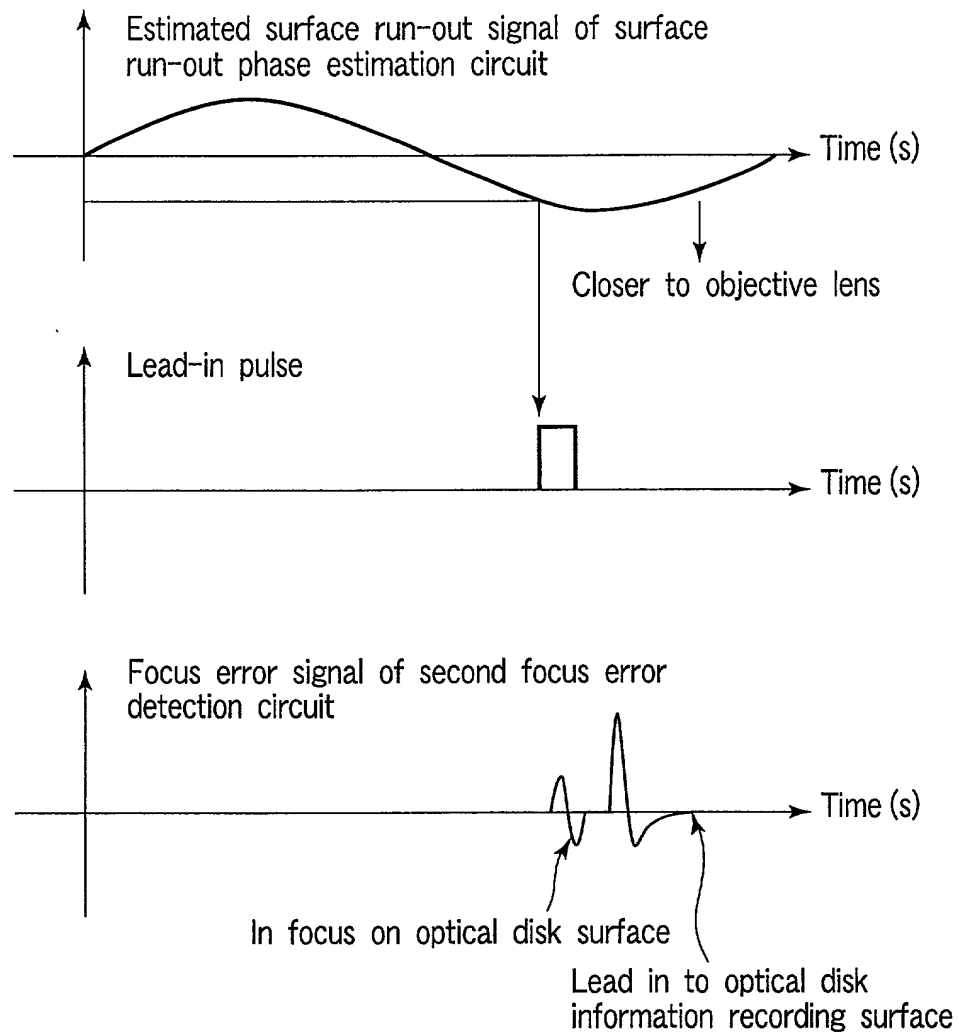 Estimated surface run-out signal of surface
run-out phase estimation circuit
Time (s)
Closer to objective lens
Lead-in pulse
Time (s)
Focus error signal of second focus error
detection circuit
Time (s)
In focus on optical disk surface
Lead in to optical disk
information recording surface